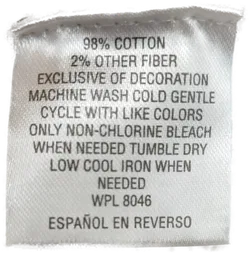 98% COTTON
2% OTHER FIBER
EXCLUSIVE OF DECORATION
MACHINE WASH COLD GENTLE
CYCLE WITH LIKE COLORS
ONLY NON-CHLORINE BLEACH
WHEN NEEDED TUMBLE DRY
LOW COOL IRON WHEN
NEEDED
WPL 8046
ESPAÑOL EN REVERSO